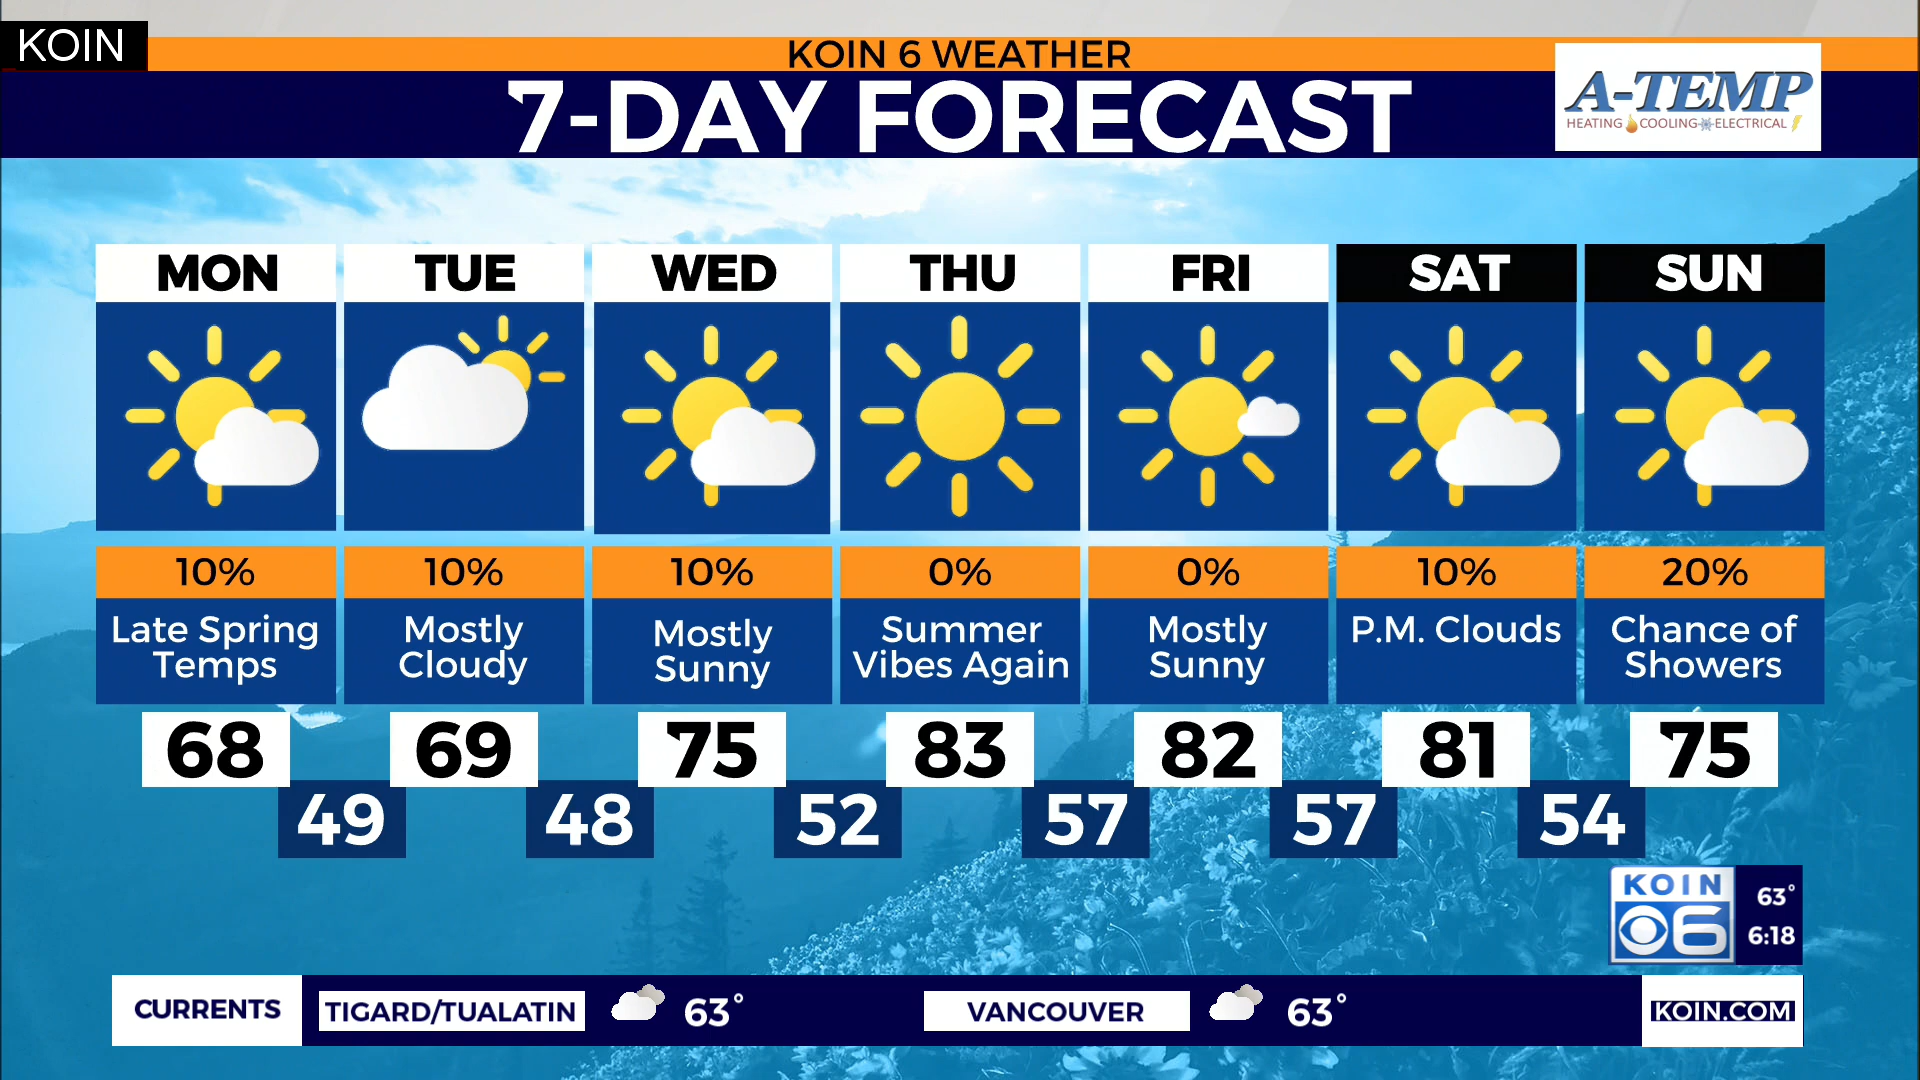 KOIN
KOIN 6 WEATHER
7-DAY FORECAST
A-TEMP
HEATING COOLING ELECTRICAL
MON TUE WED THU FRI SAT SUN
10% 10% 10% 0% 0% 10% 20%
Late Spring Temps
Mostly Cloudy
Mostly Sunny
Summer Vibes Again
Mostly Sunny
P.M. Clouds
Chance of Showers
68 69 75 83 82 81 75
49 48 52 57 57 54
KOIN 6
63°
6:18
CURRENTS TIGARD/TUALATIN 63° VANCOUVER 63° KOIN.COM